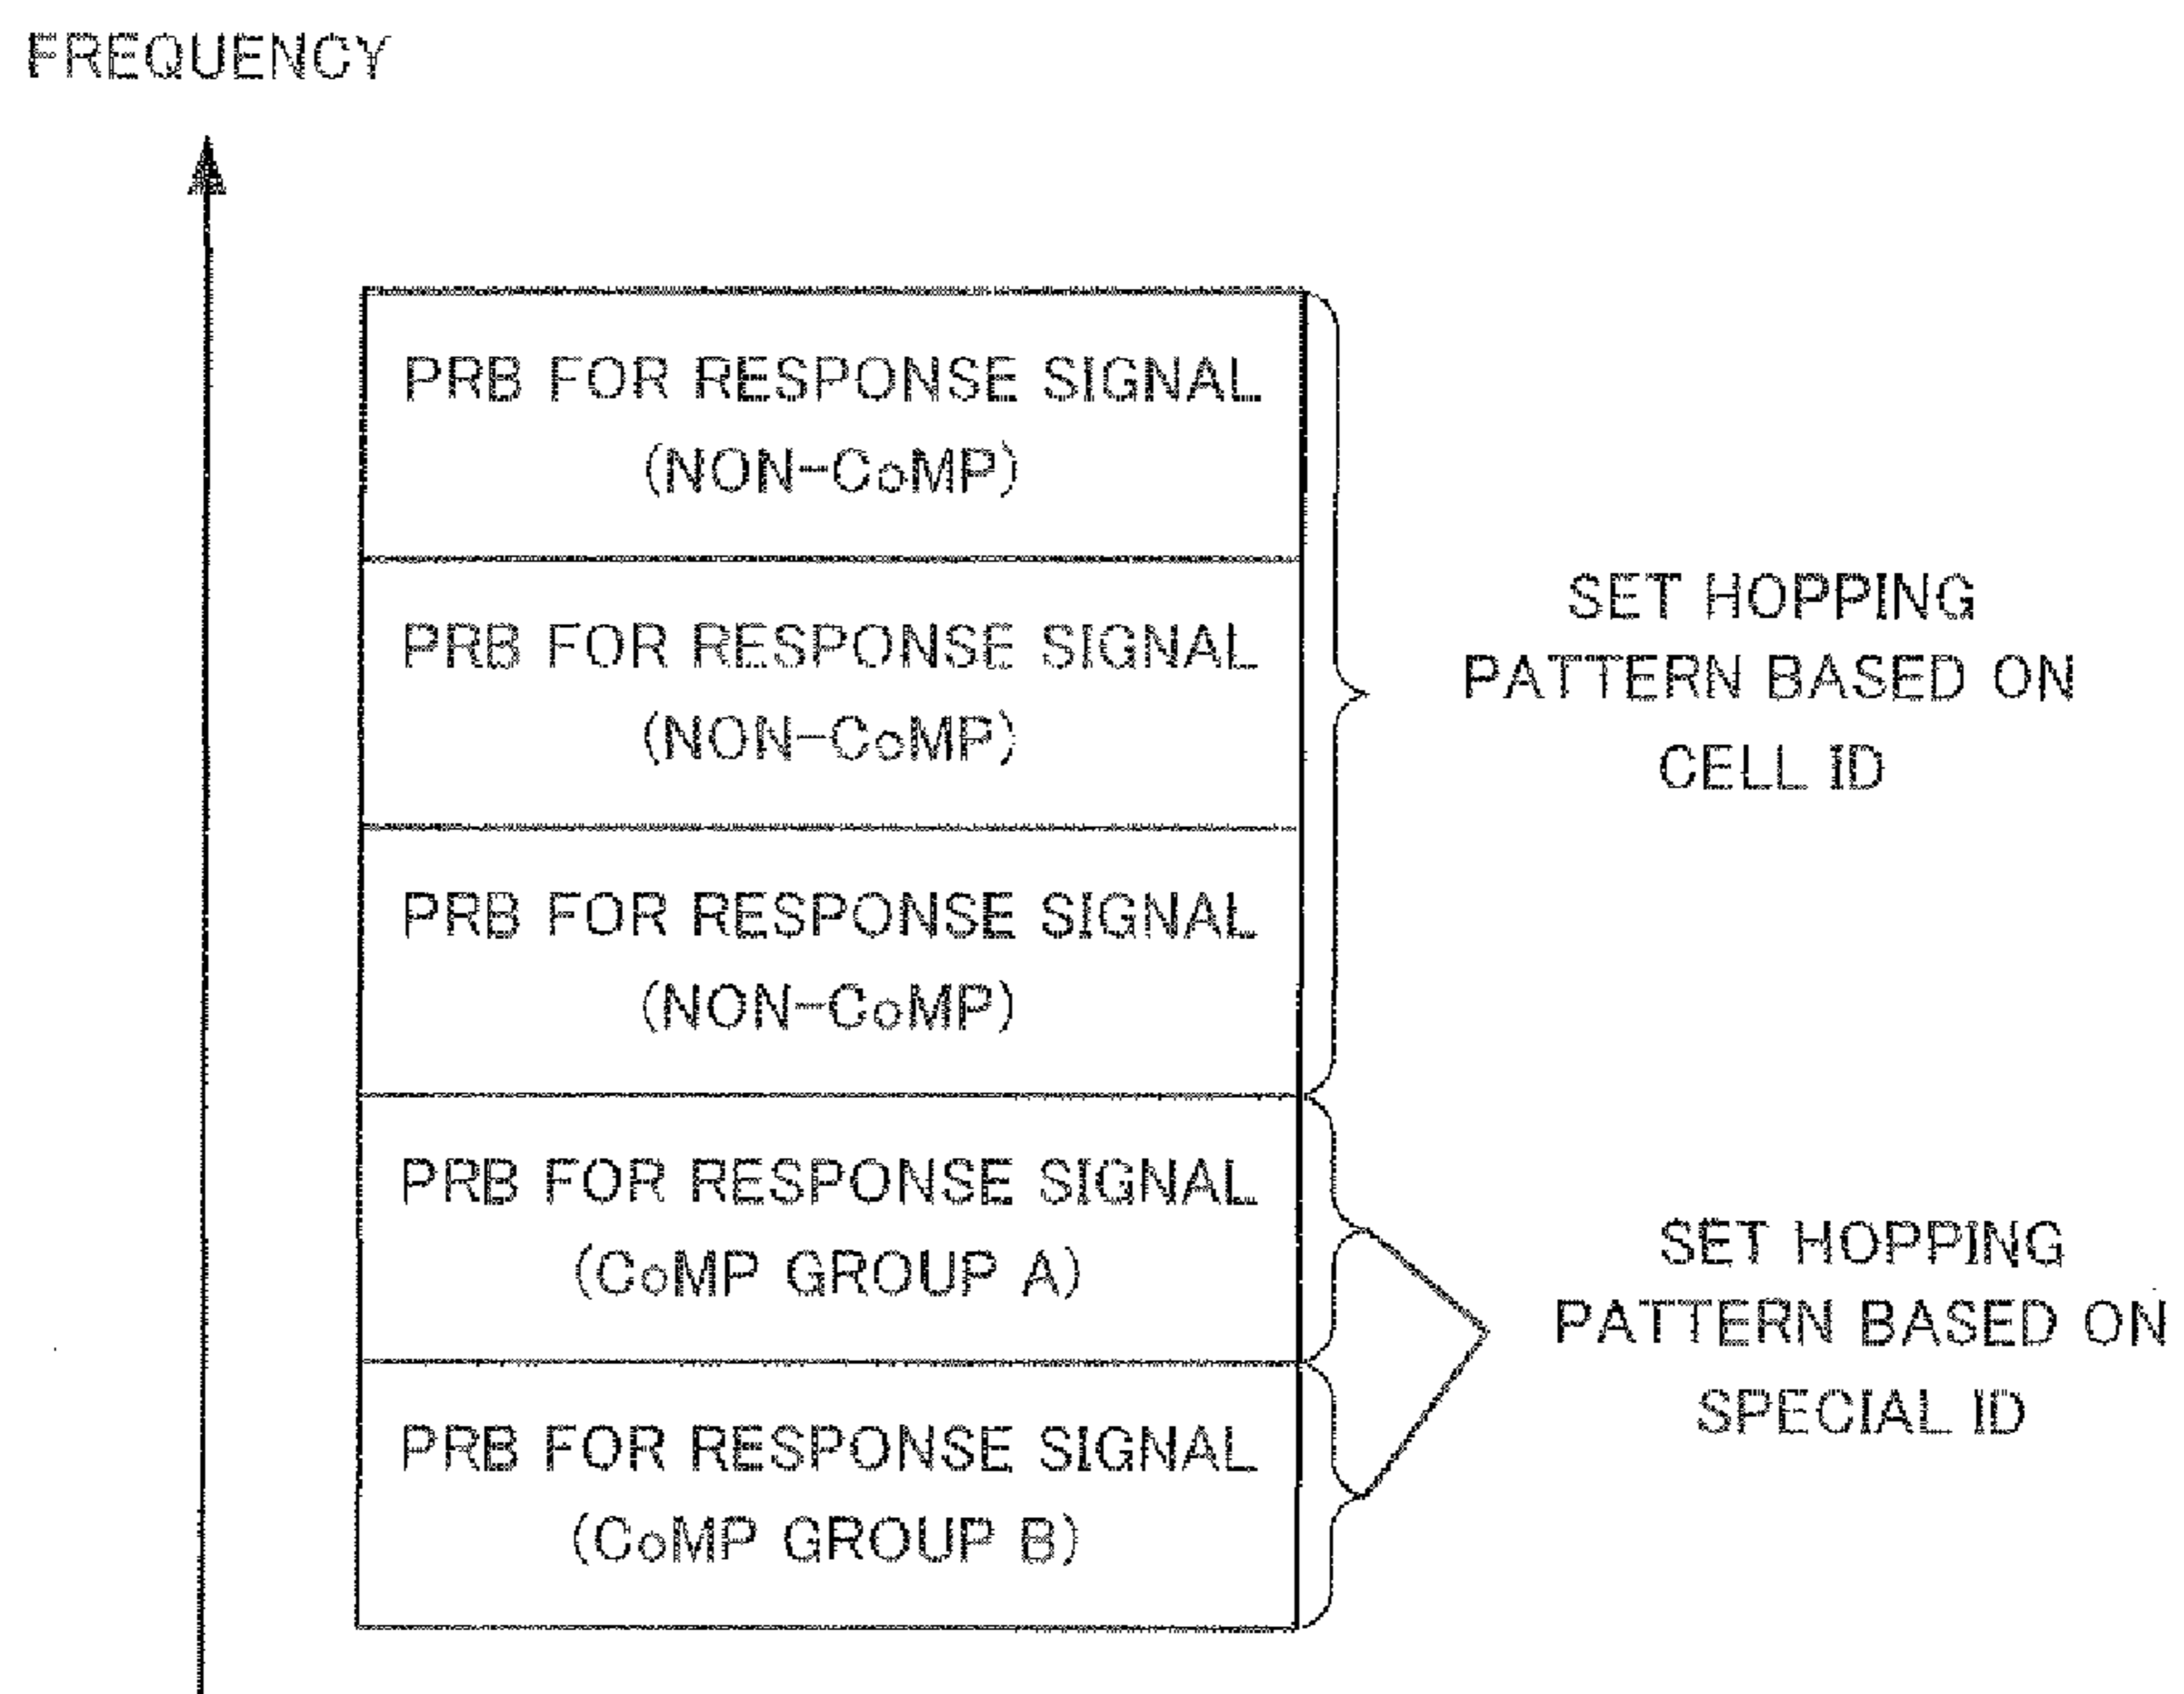 FREQUENCY
PRB FOR RESPONSE SIGNAL
(NON-CoMP)
PRB FOR RESPONSE SIGNAL
(NON-CoMP)
PRB FOR RESPONSE SIGNAL
(NON-CoMP)
SET HOPPING
PATTERN BASED ON
CELL ID
PRB FOR RESPONSE SIGNAL
(CoMP GROUP A)
PRB FOR RESPONSE SIGNAL
(CoMP GROUP B)
SET HOPPING
PATTERN BASED ON
SPECIAL ID